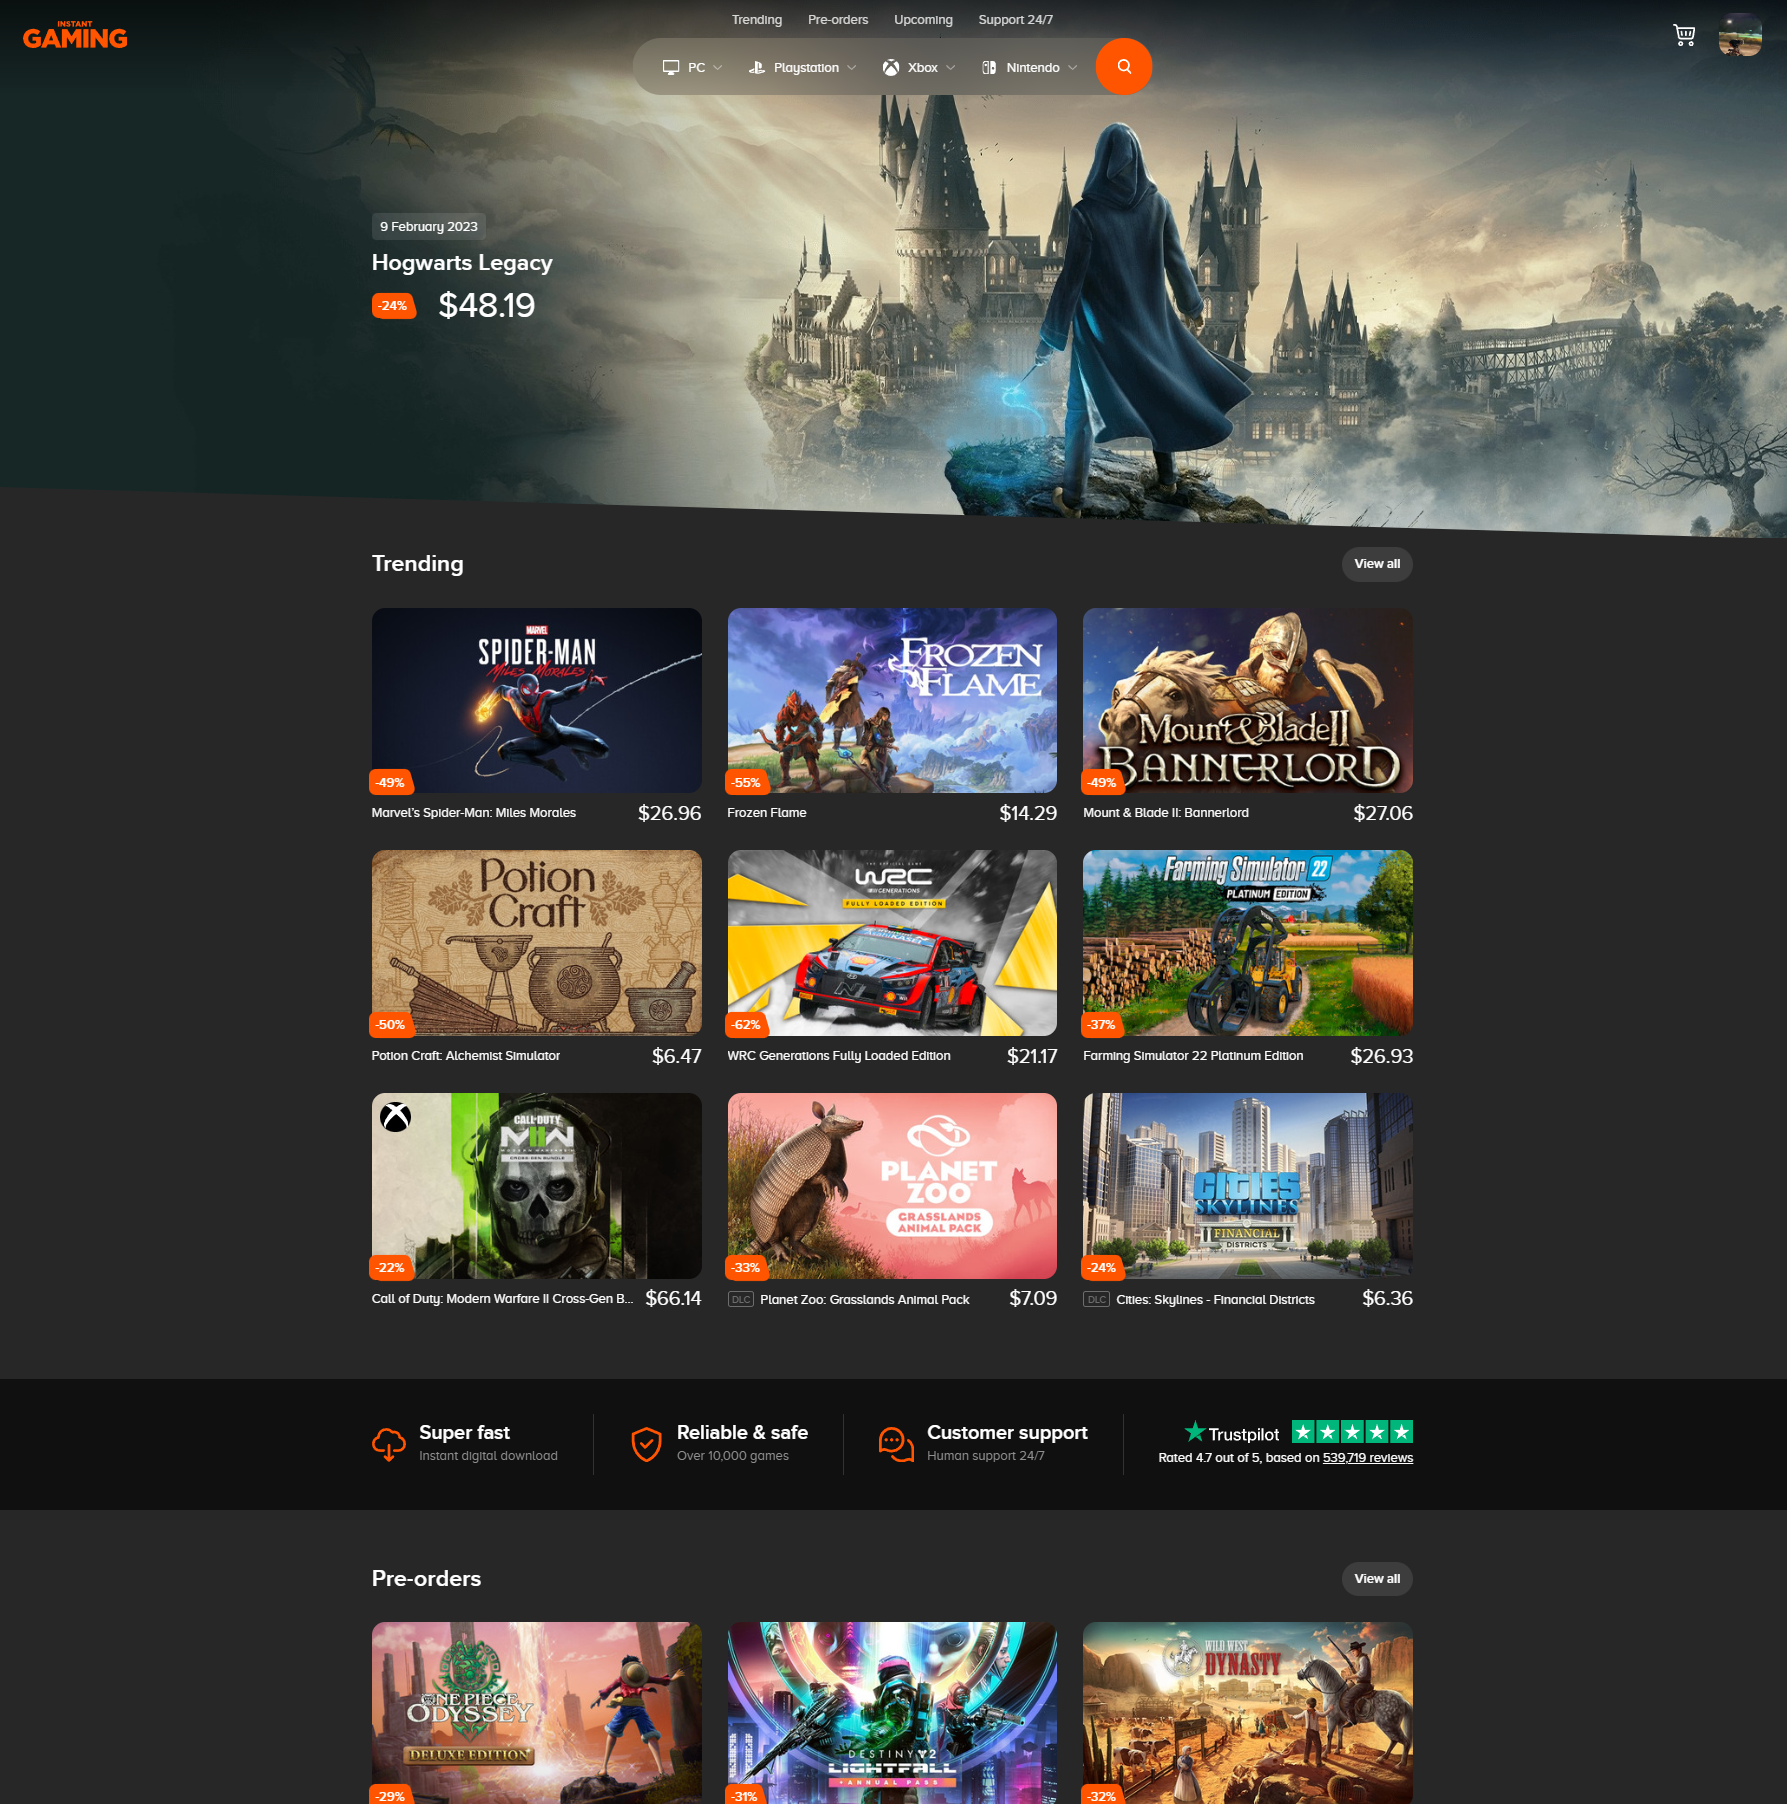 INSTANT
GAMING
Trending
Pre-orders
Upcoming
Support 24/7
PC
Playstation
Xbox
Nintendo
9 February 2023
Hogwarts Legacy
-24%
$48.19
Trending
View all
MARVEL
SPIDER-MAN
MILES MORALES
-49%
Marvel's Spider-Man: Miles Morales
$26.96
FROZEN
FLAME
-55%
Frozen Flame
$14.29
MOUNT & BLADE II
BANNERLORD
-49%
Mount & Blade II: Bannerlord
$27.06
Potion
Craft
-50%
Potion Craft: Alchemist Simulator
$6.47
THE OFFICIAL GAME
WRC
GENERATIONS
FULLY LOADED EDITION
-62%
WRC Generations Fully Loaded Edition
$21.17
Farming Simulator 22
PLATINUM EDITION
-37%
Farming Simulator 22 Platinum Edition
$26.93
CALL OF DUTY
MWII
MODERN WARFARE II
CROSS-GEN BUNDLE
-22%
Call of Duty: Modern Warfare II Cross-Gen B...
$66.14
PLANET
ZOO
GRASSLANDS
ANIMAL PACK
-33%
DLC
Planet Zoo: Grasslands Animal Pack
$7.09
CITIES
SKYLINES
FINANCIAL
DISTRICTS
-24%
DLC
Cities: Skylines - Financial Districts
$6.36
Super fast
Instant digital download
Reliable & safe
Over 10,000 games
Customer support
Human support 24/7
Trustpilot
Rated 4.7 out of 5, based on 539,719 reviews
Pre-orders
View all
ONE PIECE
ODYSSEY
DELUXE EDITION
-29%
DESTINY 2
LIGHTFALL
+ ANNUAL PASS
-31%
WILD WEST
DYNASTY
-32%